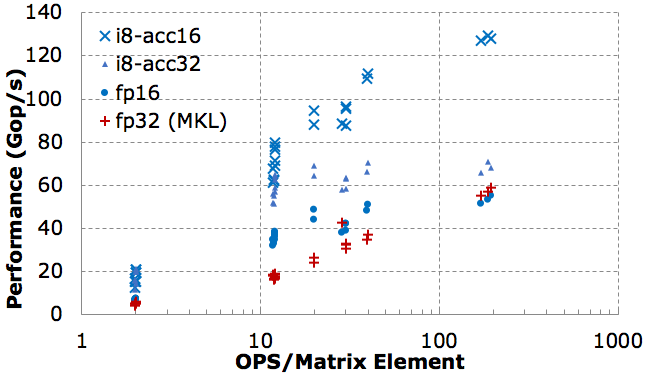 140
120
100
80
60
40
20
0
Performance (Gop/s)
i8-acc16
i8-acc32
fp16
fp32 (MKL)
1 10 100 1000
OPS/Matrix Element